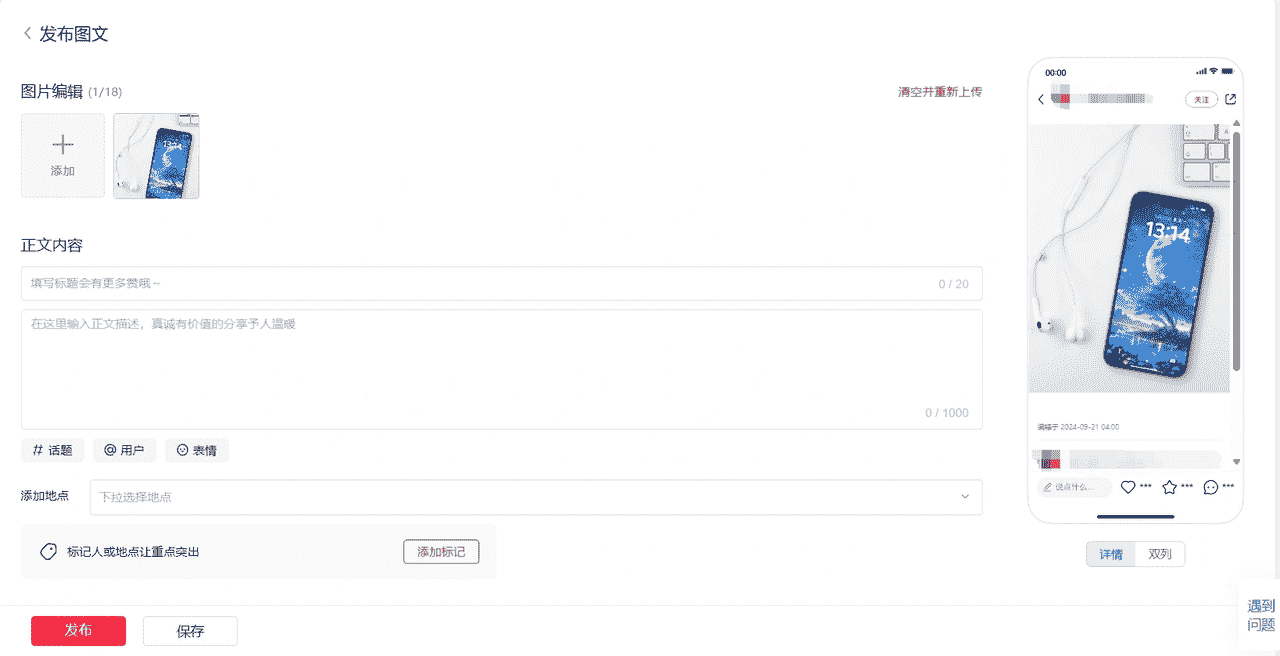 发布图文
图片编辑 (1/18)
清空并重新上传
添加
正文内容
填写标题会有更多赞哦~
0 / 20
在这里输入正文描述，真诚有价值的分享予人温暖
0 / 1000
# 话题
@ 用户
表情
添加地点
下拉选择地点
标记人或地点让重点突出
添加标记
发布
保存
00:00
关注
13:14
编辑于 2024-09-21 04:00
说点什么...
详情
双列
遇到
问题